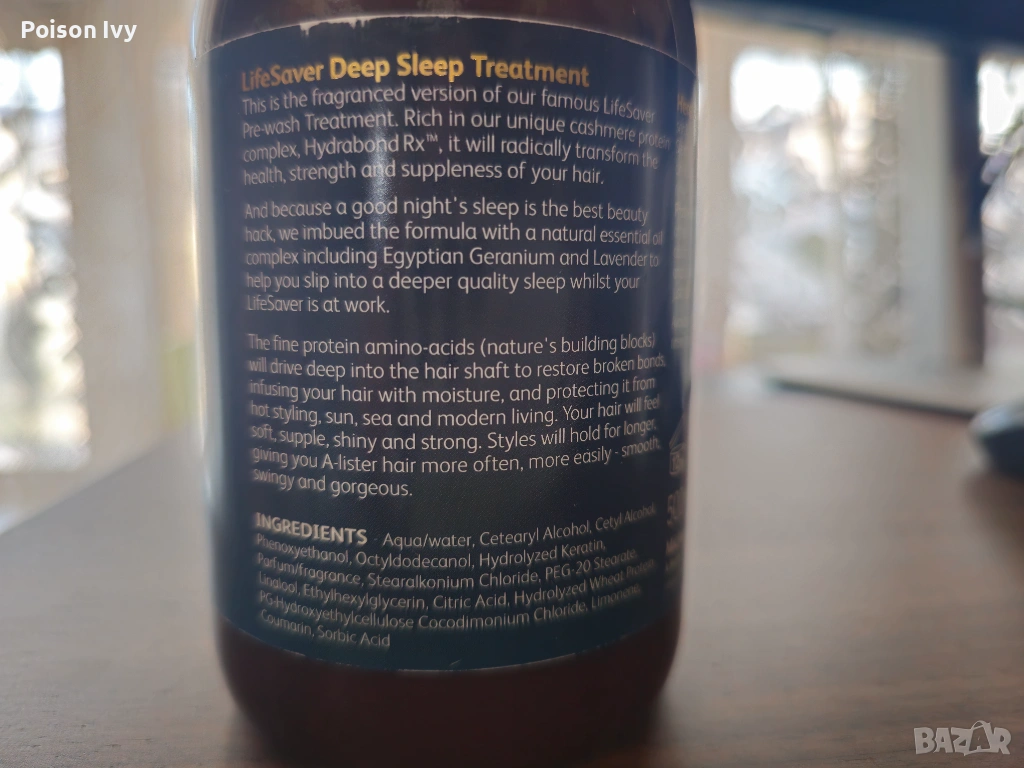 Poison Ivy
LifeSaver Deep Sleep Treatment
This is the fragranced version of our famous LifeSaver
Pre-wash Treatment. Rich in our unique cashmere protein
complex, Hydrabond Rx™, it will radically transform the
health, strength and suppleness of your hair.
And because a good night's sleep is the best beauty
hack, we imbued the formula with a natural essential oil
complex including Egyptian Geranium and Lavender to
help you slip into a deeper quality sleep whilst your
LifeSaver is at work.
The fine protein amino-acids (nature's building blocks)
will drive deep into the hair shaft to restore broken bonds,
infusing your hair with moisture, and protecting it from
hot styling, sun, sea and modern living. Your hair will feel
soft, supple, shiny and strong. Styles will hold for longer,
giving you A-lister hair more often, more easily - smooth,
swingy and gorgeous.
INGREDIENTS Aqua/water, Cetearyl Alcohol, Cetyl Alcohol,
Phenoxyethanol, Octyldodecanol, Hydrolyzed Keratin,
Parfum/fragrance, Stearalkonium Chloride, PEG-20 Stearate,
Linalool, Ethylhexylglycerin, Citric Acid, Hydrolyzed Wheat Protein,
PG-Hydroxyethylcellulose Cocodimonium Chloride, Limonene,
Coumarin, Sorbic Acid
BAZAR